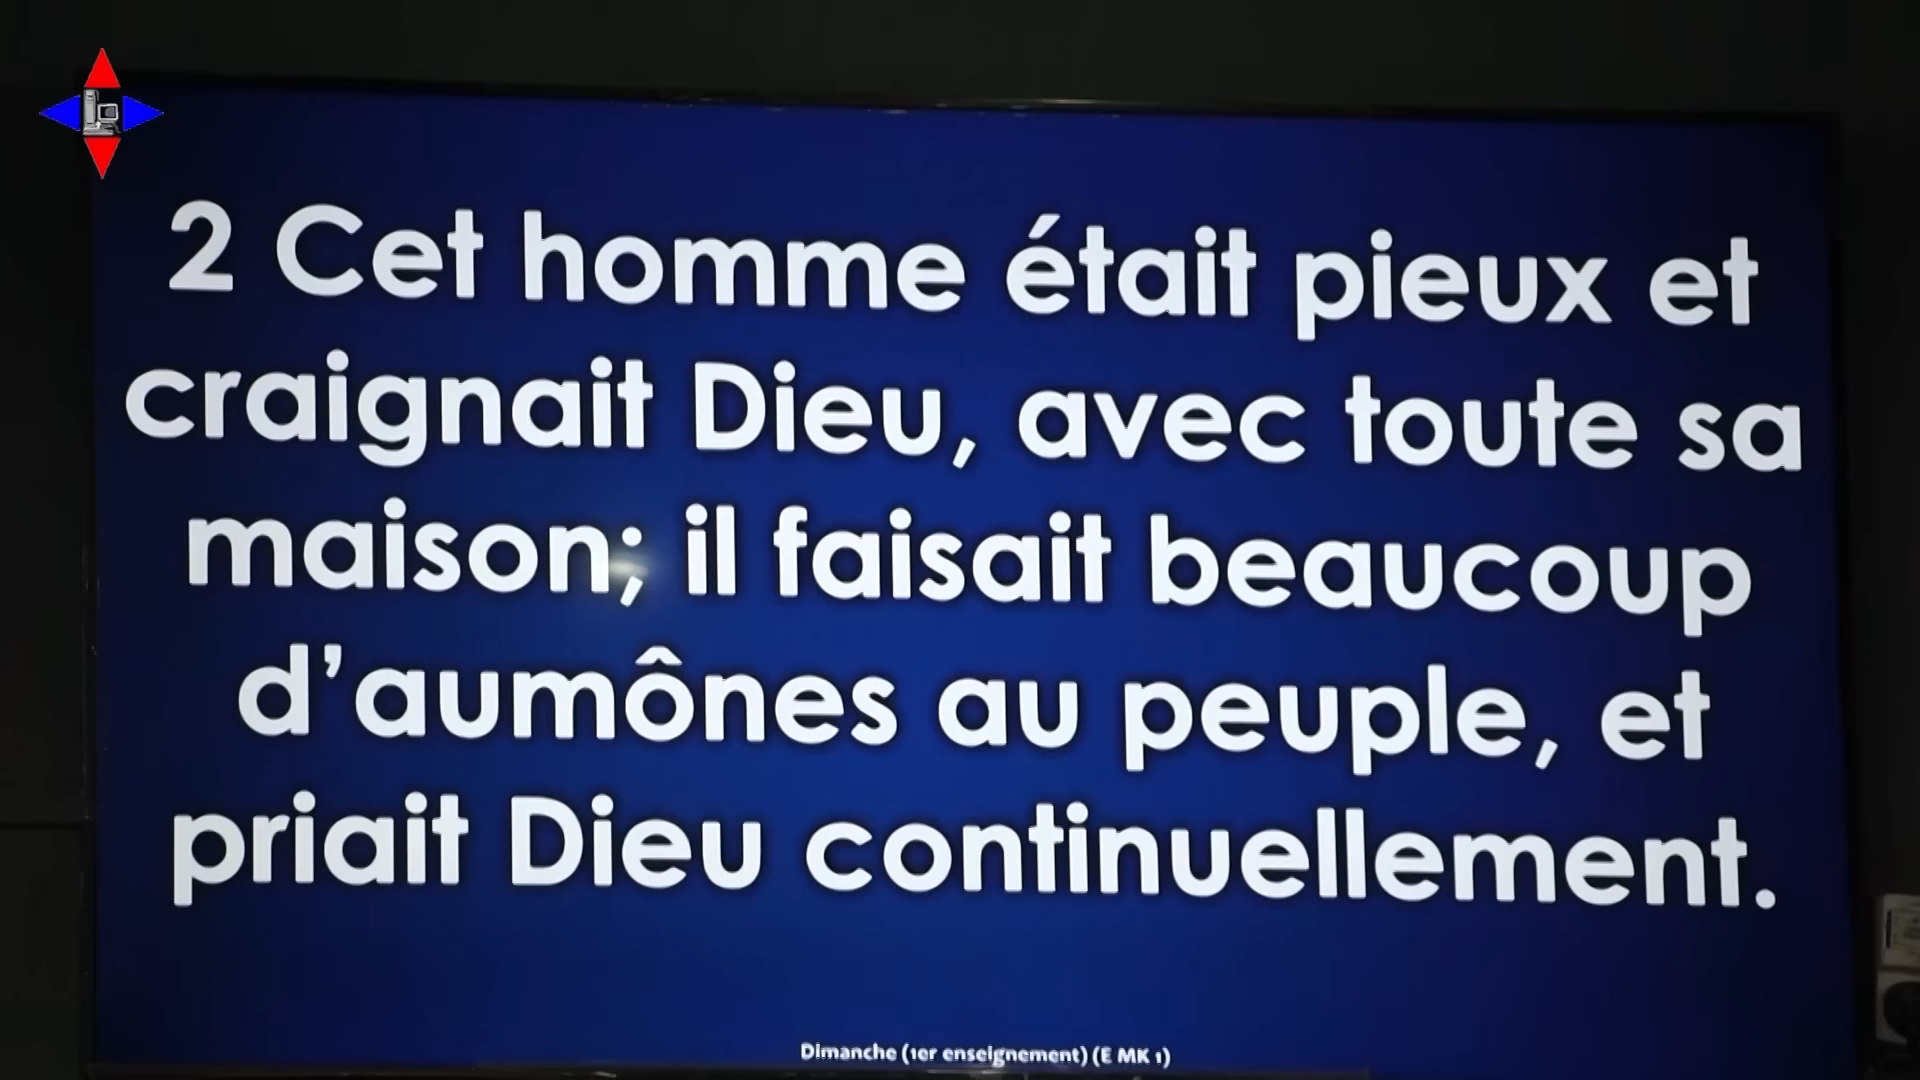 2 Cet homme était pieux et
craignait Dieu, avec toute sa
maison; il faisait beaucoup
d’aumônes au peuple, et
priait Dieu continuellement.
Dimanche (1er enseignement) (E MK 1)